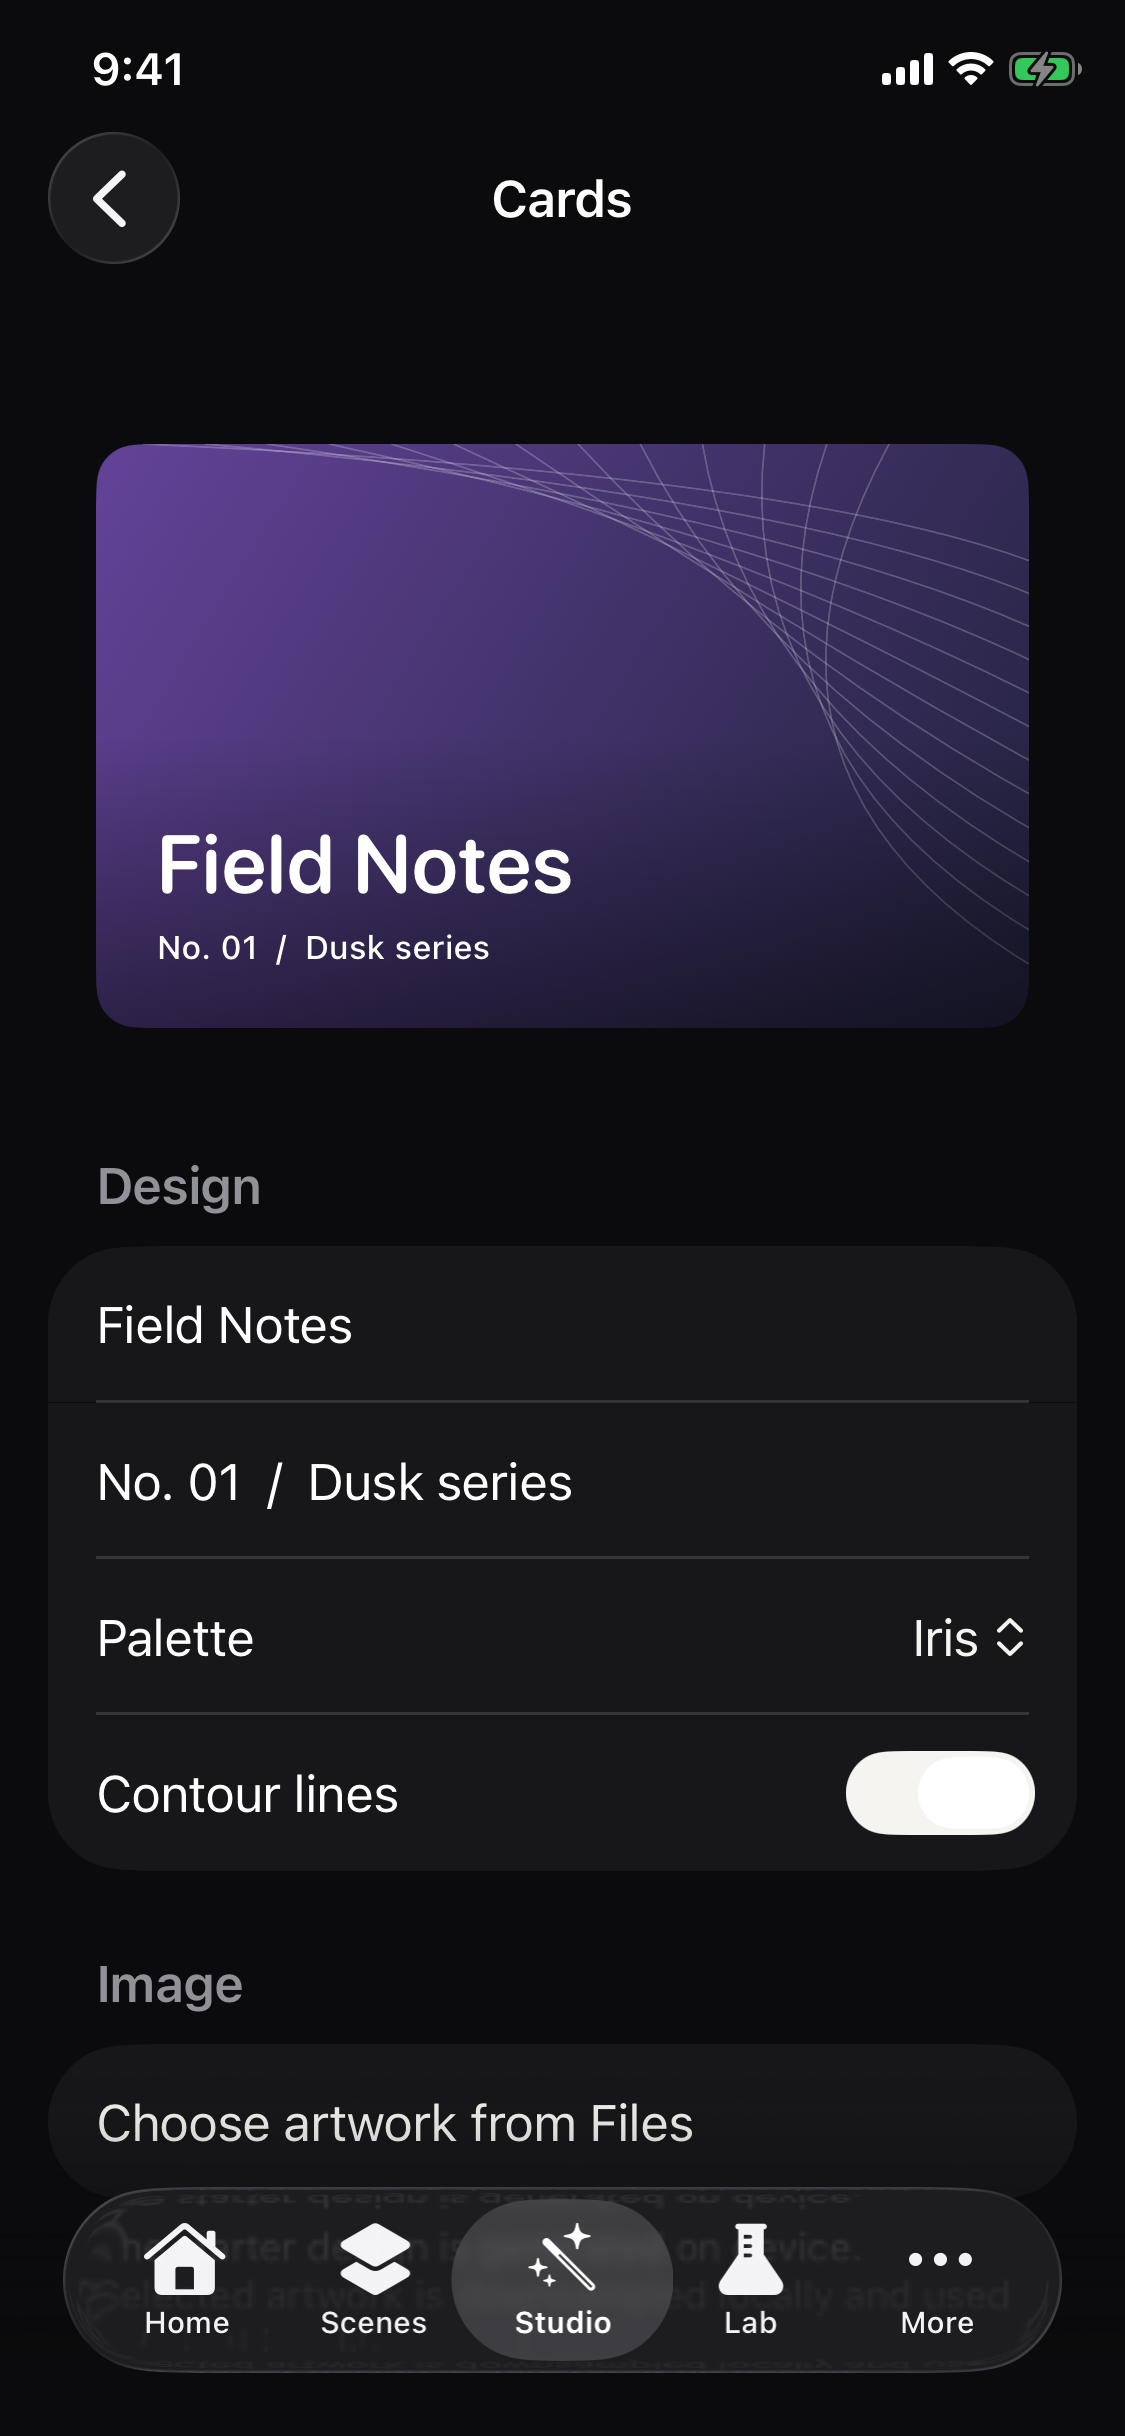 9:41
Cards
Field Notes
No. 01 / Dusk series
Design
Field Notes
No. 01 / Dusk series
Palette
Iris
Contour lines
Image
Choose artwork from Files
Home
Scenes
Studio
Lab
More